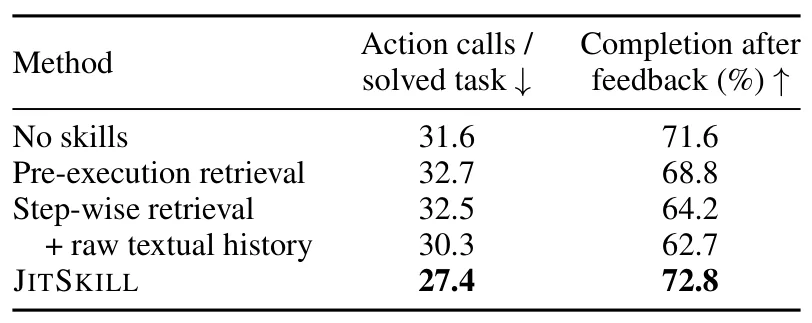 Method Action calls / solved task ↓ Completion after feedback (%) ↑
No skills 31.6 71.6
Pre-execution retrieval 32.7 68.8
Step-wise retrieval 32.5 64.2
+ raw textual history 30.3 62.7
JITSKILL 27.4 72.8